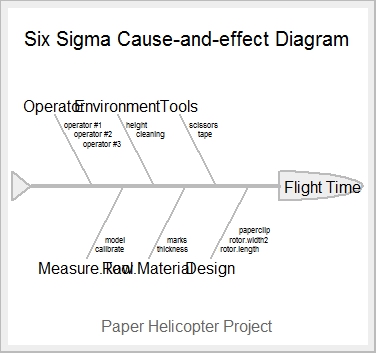 Six Sigma Cause-and-effect Diagram
Operator
Environment
Tools
operator #1
operator #2
operator #3
height
cleaning
scissors
tape
Flight Time
model
calibrate
marks
thickness
paperclip
rotor.width2
rotor.length
Measure.Tool
Raw.Material
Design
Paper Helicopter Project